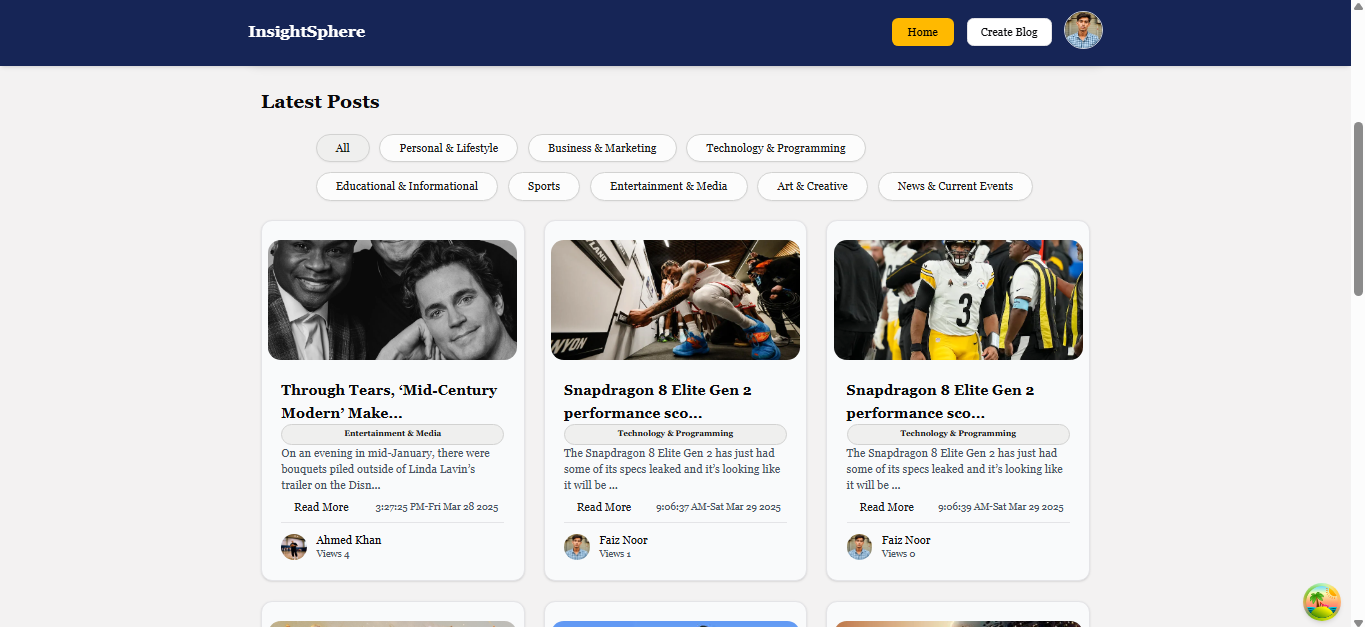 InsightSphere
Home
Create Blog
Latest Posts
All
Personal & Lifestyle
Business & Marketing
Technology & Programming
Educational & Informational
Sports
Entertainment & Media
Art & Creative
News & Current Events
LAND
NYON
3
Through Tears, ‘Mid-Century
Modern’ Make...
Entertainment & Media
On an evening in mid-January, there were
bouquets piled outside of Linda Lavin’s
trailer on the Disn...
Read More
3:27:25 PM-Fri Mar 28 2025
Ahmed Khan
Views 4
Snapdragon 8 Elite Gen 2
performance sco...
Technology & Programming
The Snapdragon 8 Elite Gen 2 has just had
some of its specs leaked and it’s looking like
it will be ...
Read More
9:06:37 AM-Sat Mar 29 2025
Faiz Noor
Views 1
Snapdragon 8 Elite Gen 2
performance sco...
Technology & Programming
The Snapdragon 8 Elite Gen 2 has just had
some of its specs leaked and it’s looking like
it will be ...
Read More
9:06:39 AM-Sat Mar 29 2025
Faiz Noor
Views 0